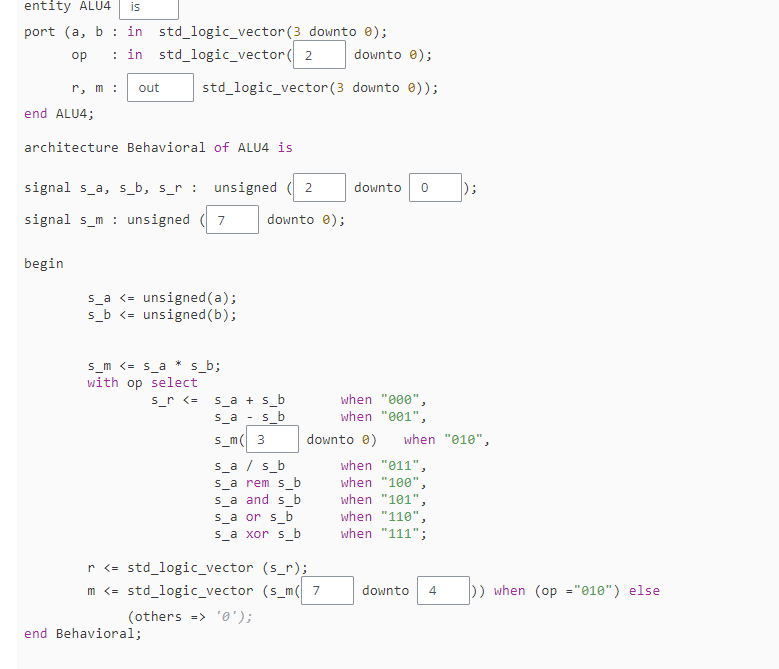 entity ALU4 is
port (a, b : in std_logic_vector(3 downto 0);
op : in std_logic_vector( 2 downto 0);
r, m : out std_logic_vector(3 downto 0));
end ALU4;
architecture Behavioral of ALU4 is
signal s_a, s_b, s_r : unsigned ( 2 downto 0 );
signal s_m : unsigned ( 7 downto 0);
begin
s_a <= unsigned(a);
s_b <= unsigned(b);
s_m <= s_a * s_b;
with op select
s_r <= s_a + s_b when "000",
s_a - s_b when "001",
s_m( 3 downto 0) when "010",
s_a / s_b when "011",
s_a rem s_b when "100",
s_a and s_b when "101",
s_a or s_b when "110",
s_a xor s_b when "111";
r <= std_logic_vector (s_r);
m <= std_logic_vector (s_m( 7 downto 4 )) when (op ="010") else
(others => '0');
end Behavioral;